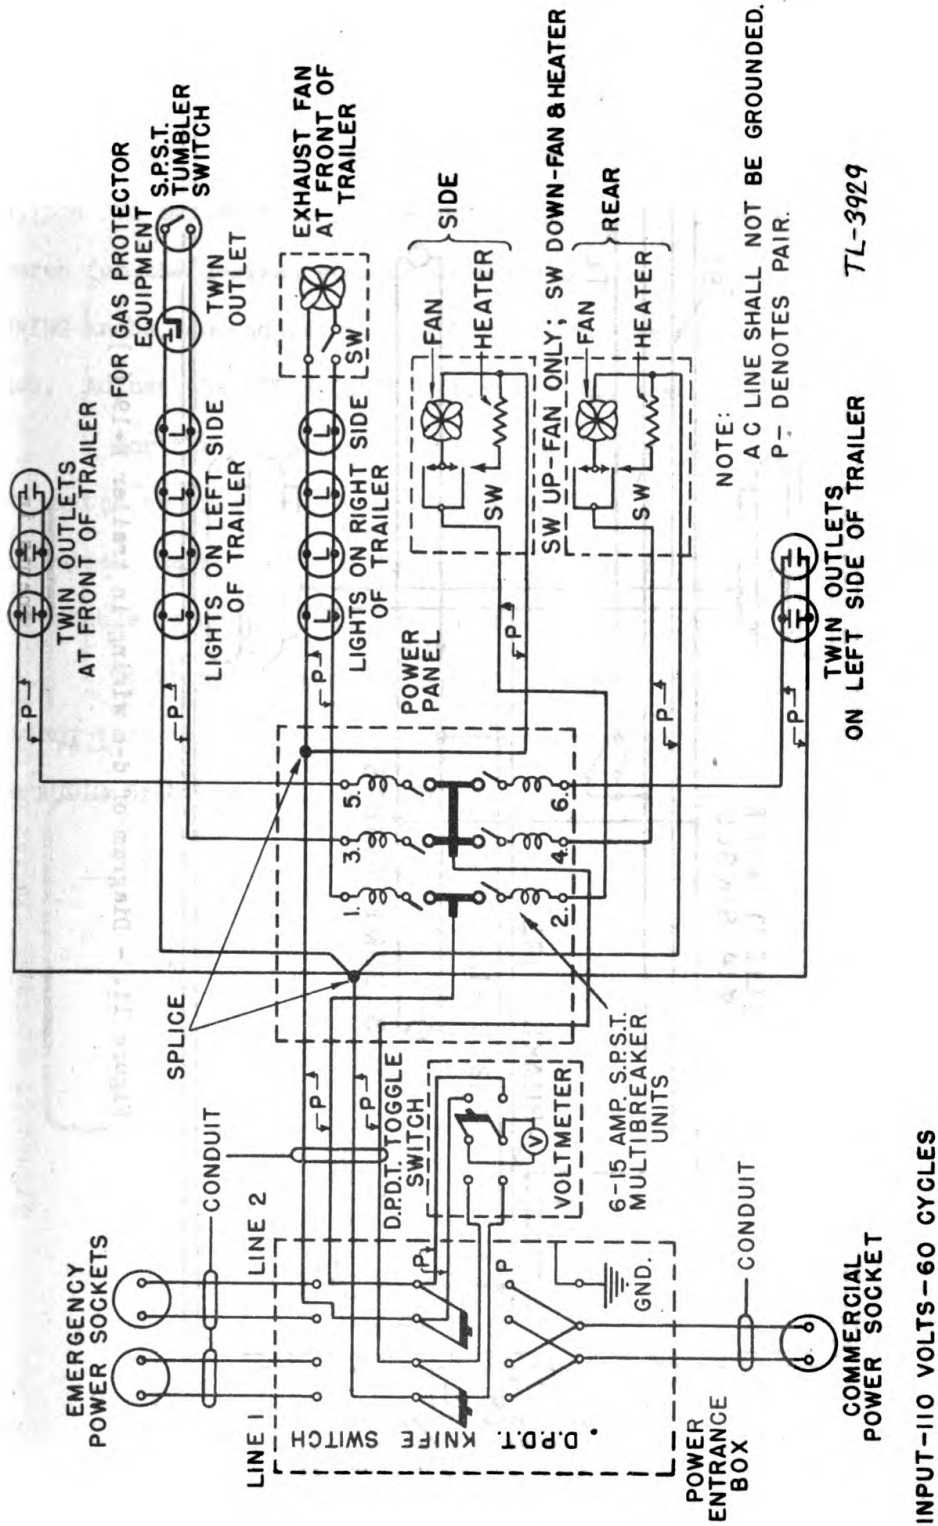 TWIN OUTLETS
AT FRONT OF TRAILER
FOR GAS PROTECTOR
EQUIPMENT
S.P.S.T.
TUMBLER
SWITCH
TWIN
OUTLET
LIGHTS ON LEFT SIDE
OF TRAILER
EXHAUST FAN
AT FRONT OF
TRAILER
SW
LIGHTS ON RIGHT SIDE
OF TRAILER
P
P
P
POWER
PANEL
SIDE
FAN
HEATER
SW
P
SW UP-FAN ONLY; SW DOWN-FAN & HEATER
REAR
FAN
HEATER
SW
P
NOTE:
A C LINE SHALL NOT BE GROUNDED.
P- DENOTES PAIR.
TL-3929
TWIN OUTLETS
ON LEFT SIDE OF TRAILER
P
1.
3.
5.
2.
4.
6.
SPLICE
6-15 AMP. S.P.S.T.
MULTIBREAKER
UNITS
P
P
CONDUIT
D.P.D.T. TOGGLE
SWITCH
VOLTMETER
V
EMERGENCY
POWER SOCKETS
LINE 1
LINE 2
D.P.D.T. KNIFE SWITCH
P
P
GND.
POWER
ENTRANCE
BOX
CONDUIT
COMMERCIAL
POWER SOCKET
INPUT-110 VOLTS-60 CYCLES
L
L
L
L
L
L
L
L